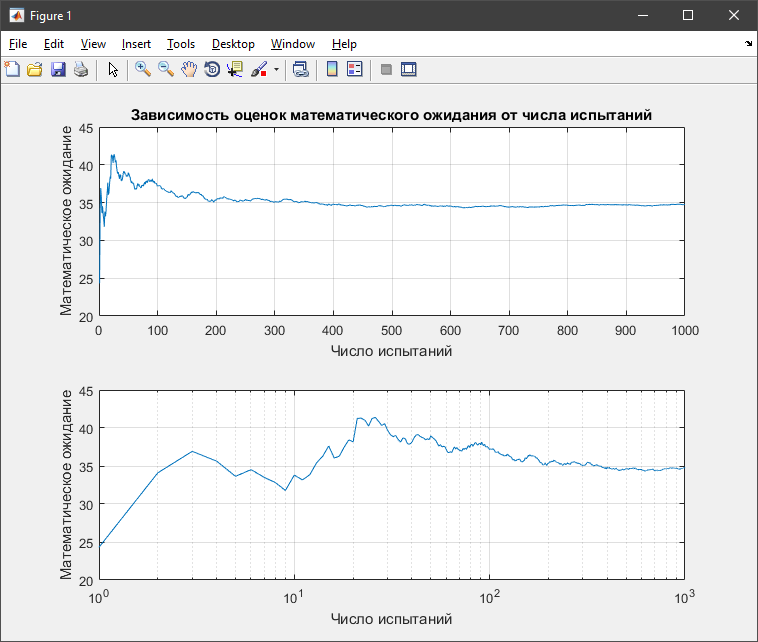 Figure 1
File Edit View Insert Tools Desktop Window Help
Зависимость оценок математического ожидания от числа испытаний
Математическое ожидание
45
40
35
30
25
20
0 100 200 300 400 500 600 700 800 900 1000
Число испытаний
Математическое ожидание
45
40
35
30
25
20
10⁰ 10¹ 10² 10³
Число испытаний